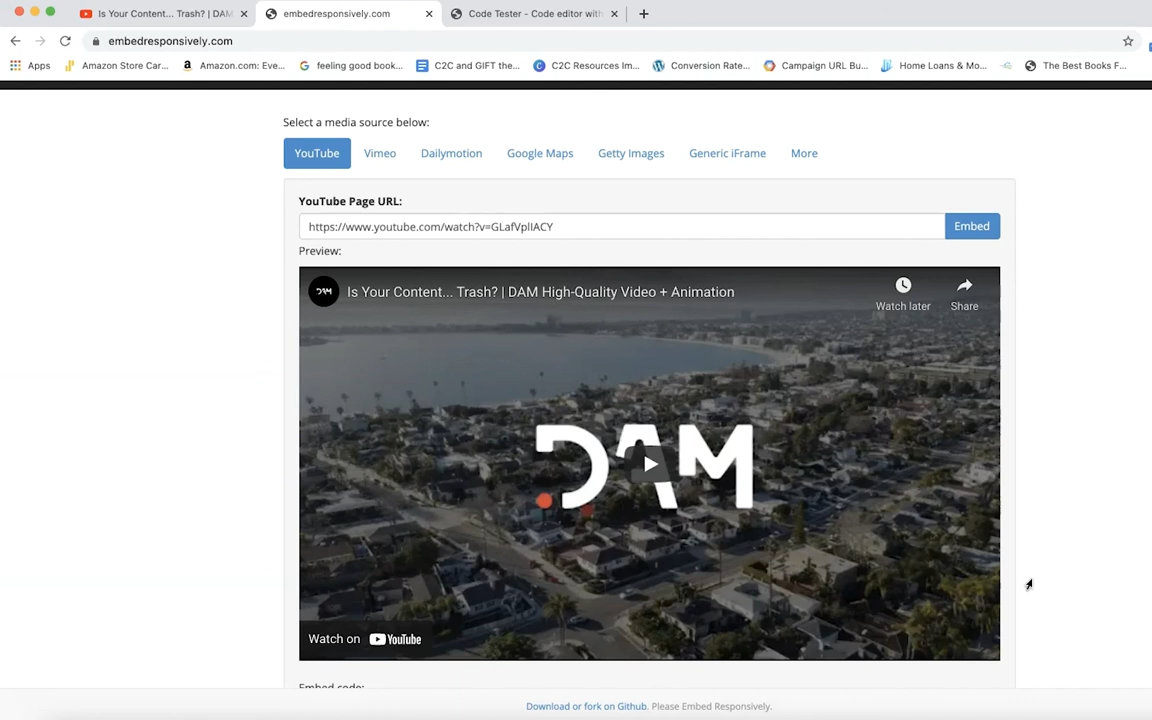 Is Your Content... Trash? | DAM
embedresponsively.com
Code Tester - Code editor with
embedresponsively.com
Apps
Amazon Store Car...
Amazon.com: Eve...
feeling good book...
C2C and GIFT the...
C2C Resources Im...
Conversion Rate...
Campaign URL Bu...
Home Loans & Mo...
The Best Books F...
Select a media source below:
YouTube
Vimeo
Dailymotion
Google Maps
Getty Images
Generic iFrame
More
YouTube Page URL:
https://www.youtube.com/watch?v=GLafVplIACY
Embed
Preview:
DAM
Is Your Content... Trash? | DAM High-Quality Video + Animation
Watch later
Share
DAM
Watch on YouTube
Embed code:
Download or fork on Github. Please Embed Responsively.